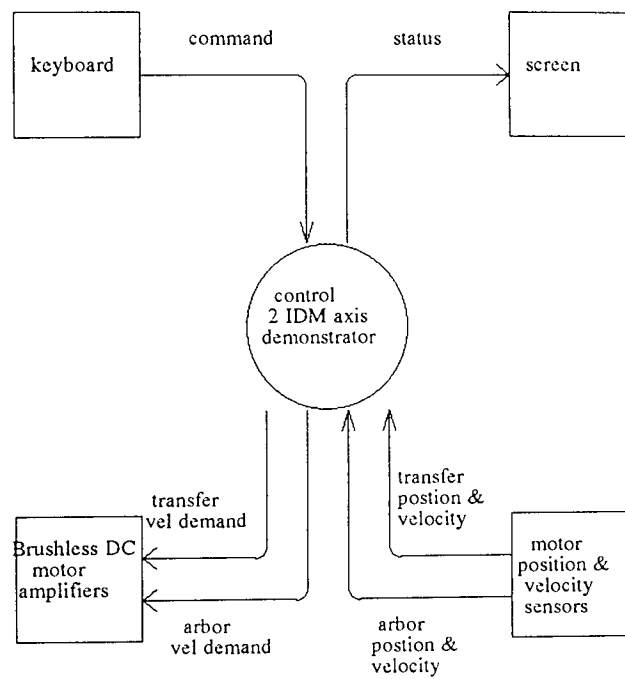 command
status
keyboard
screen
control
2 IDM axis
demonstrator
transfer
vel demand
transfer
postion &
velocity
Brushless DC
motor
amplifiers
motor
position &
velocity
sensors
arbor
vel demand
arbor
postion &
velocity